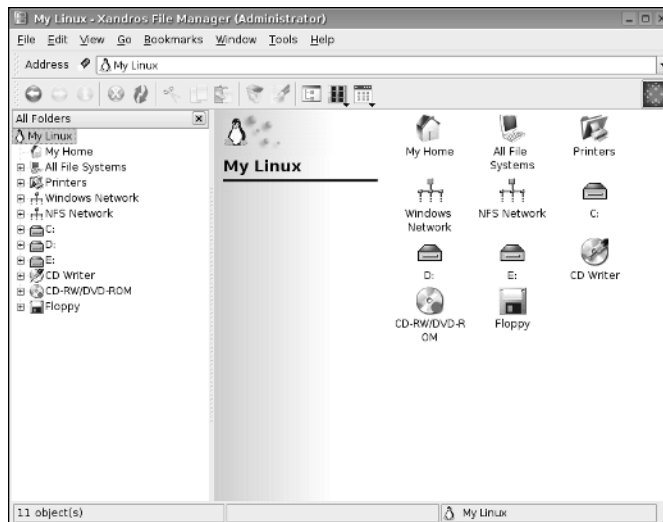 My Linux - Xandros File Manager (Administrator)
File Edit View Go Bookmarks Window Tools Help
Address My Linux
All Folders
My Linux
My Home
All File Systems
Printers
Windows Network
NFS Network
C:
D:
E:
CD Writer
CD-RW/DVD-ROM
Floppy
My Linux
My Home
All File
Systems
Printers
Windows
Network
NFS Network
C:
D:
E:
CD Writer
CD-RW/DVD-R
OM
Floppy
11 object(s)
My Linux